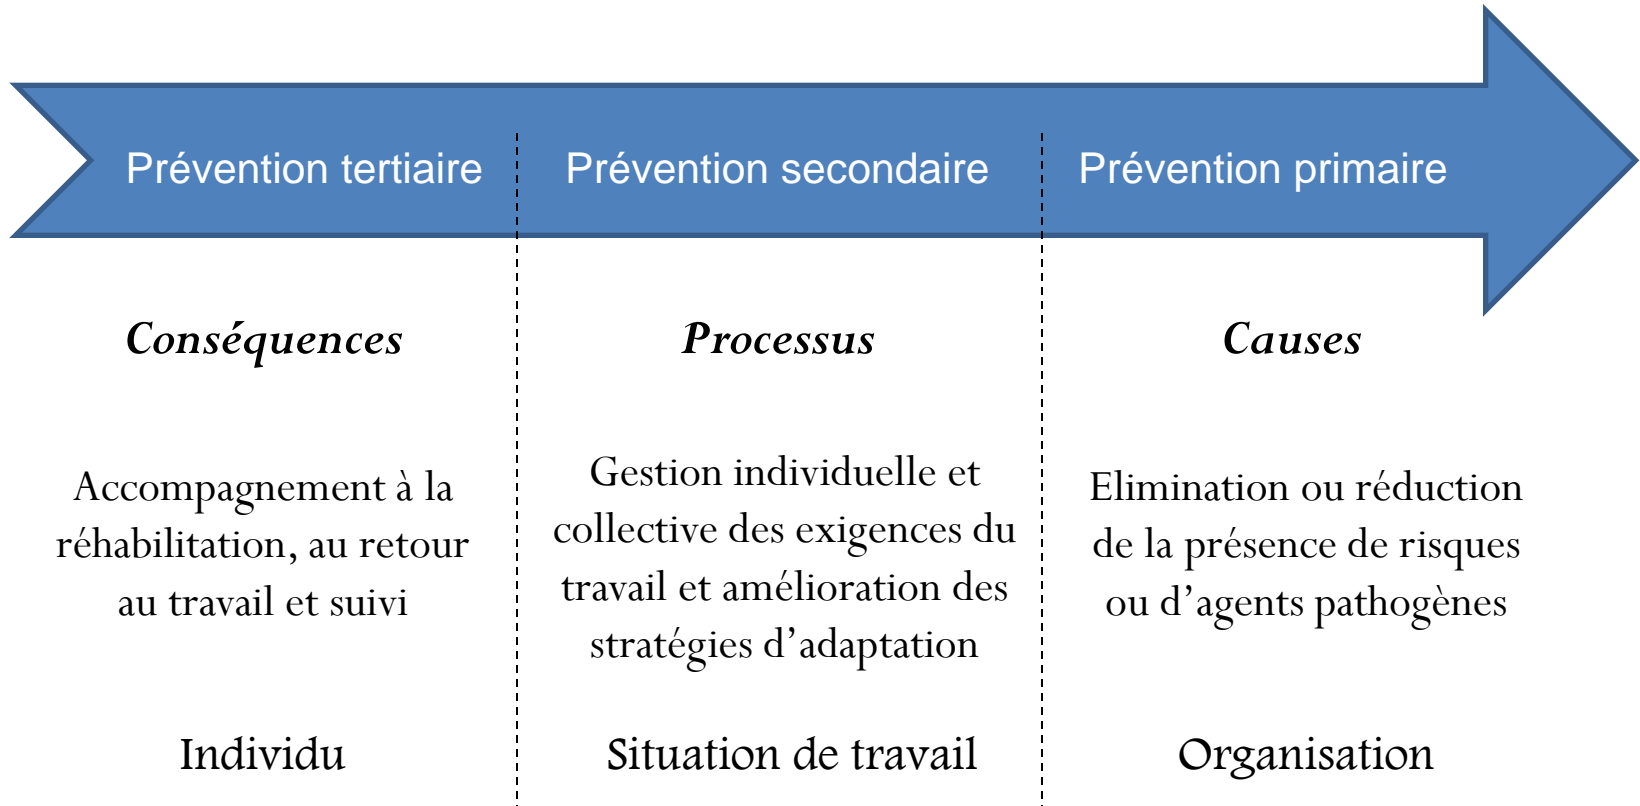 Prévention tertiaire
Prévention secondaire
Prévention primaire
Conséquences
Processus
Causes
Accompagnement à la
réhabilitation, au retour
au travail et suivi
Gestion individuelle et
collective des exigences du
travail et amélioration des
stratégies d’adaptation
Elimination ou réduction
de la présence de risques
ou d’agents pathogènes
Individu
Situation de travail
Organisation